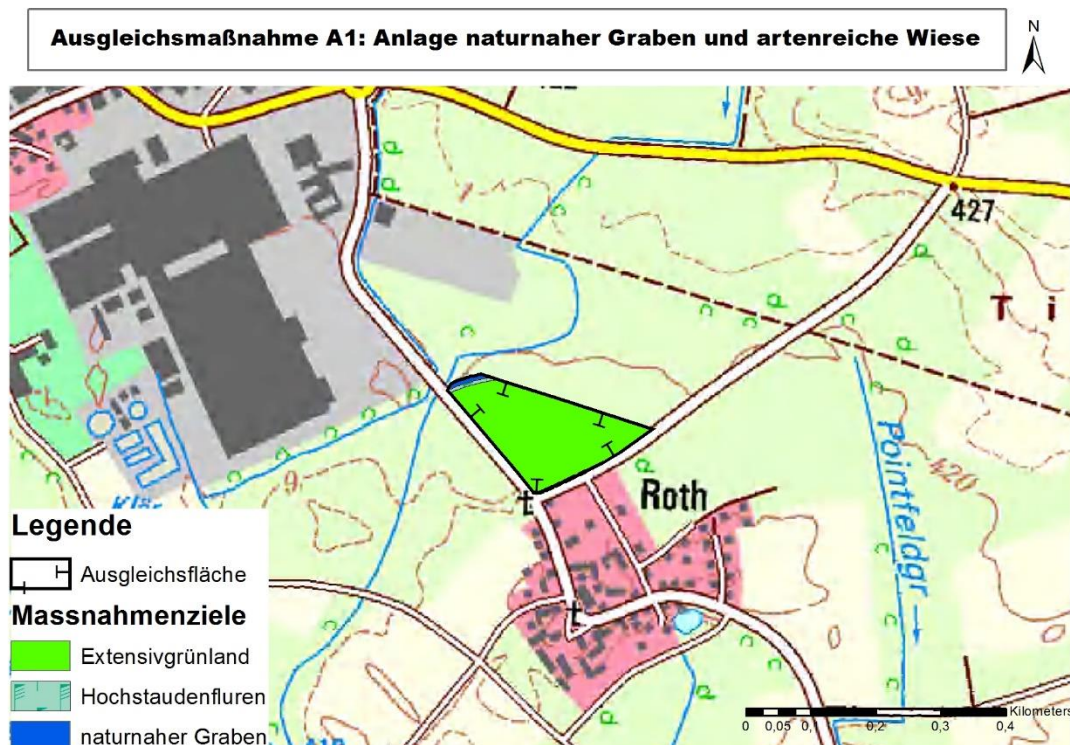 Ausgleichsmaßnahme A1: Anlage naturnaher Graben und artenreiche Wiese
N
427
T i
Pointfeldgr
420
Roth
Klär
Legende
Ausgleichsfläche
Massnahmenziele
Extensivgrünland
Hochstaudenfluren
naturnaher Graben
Kilometers
0 0,05 0,1 0,2 0,3 0,4